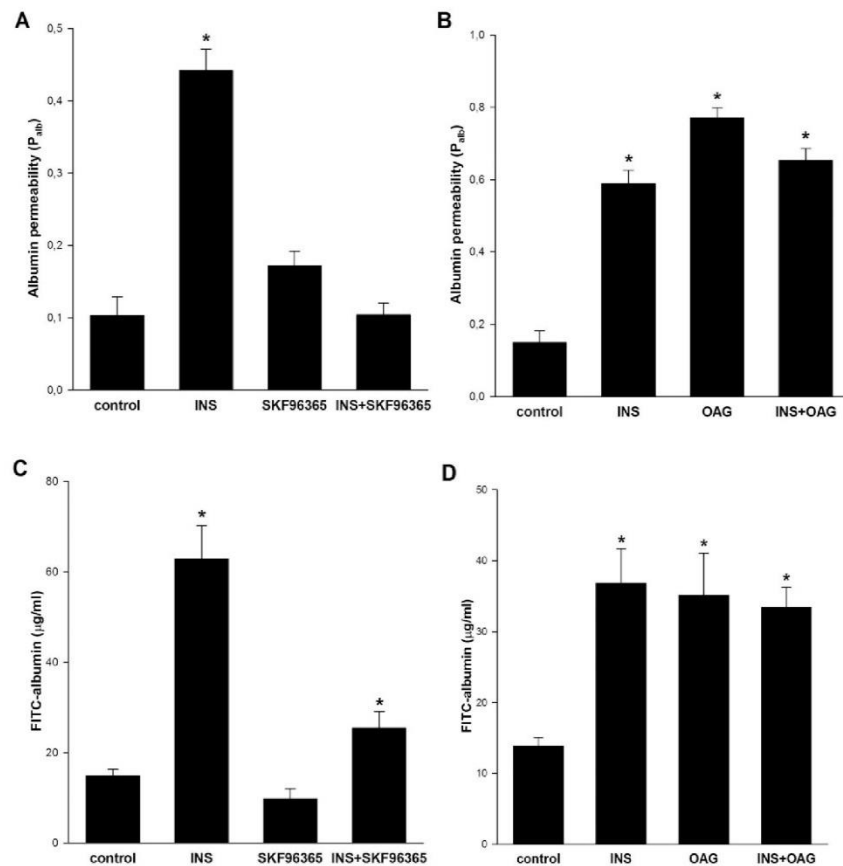 A
Albumin permeability (Palb)
0,5
0,4
0,3
0,2
0,1
0,0
*
control INS SKF96365 INS+SKF96365
B
Albumin permeability (Palb)
1,0
0,8
0,6
0,4
0,2
0,0
*
*
*
control INS OAG INS+OAG
C
FITC-albumin (µg/ml)
80
60
40
20
0
*
*
control INS SKF96365 INS+SKF96365
D
FITC-albumin (µg/ml)
50
40
30
20
10
0
*
*
*
control INS OAG INS+OAG